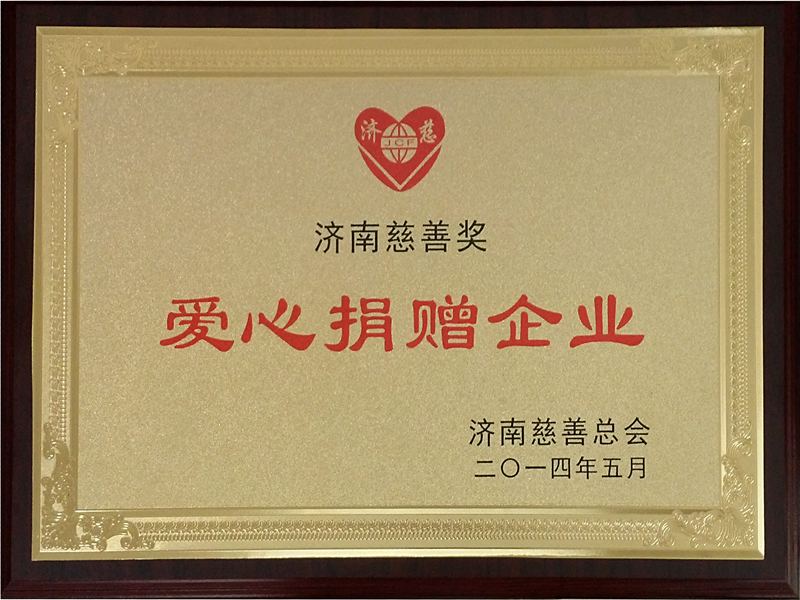 济 慈
JCF
济南慈善奖
爱心捐赠企业
济南慈善总会
二〇一四年五月